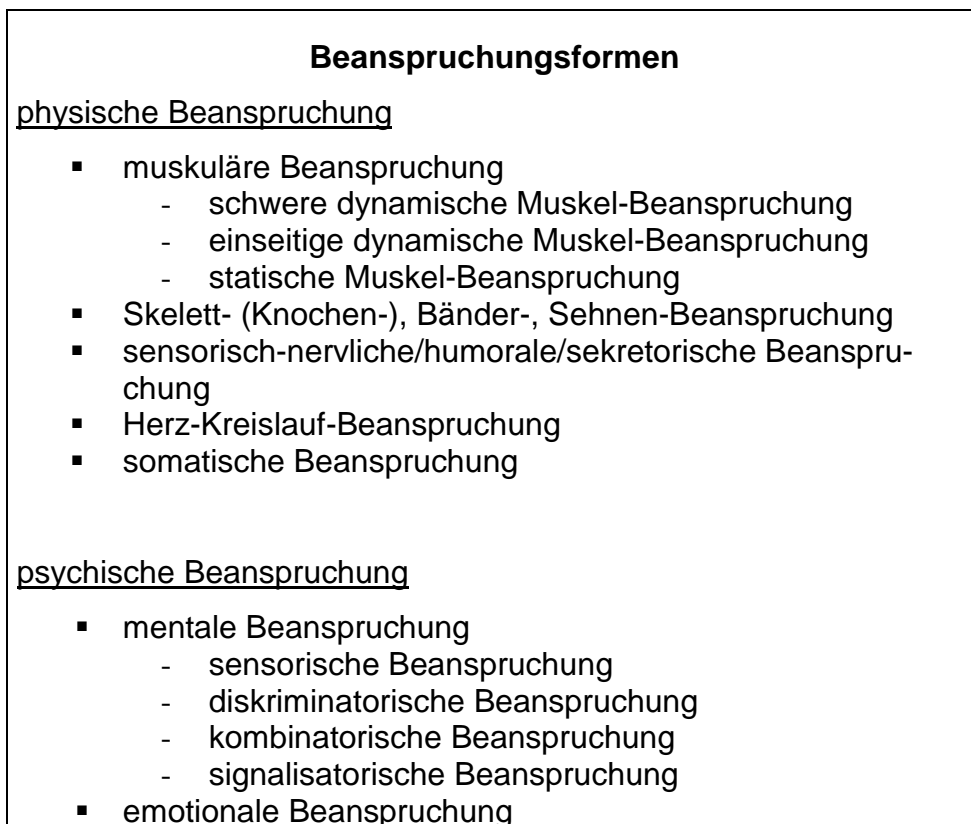 Beanspruchungsformen
physische Beanspruchung
▪ muskuläre Beanspruchung
- schwere dynamische Muskel-Beanspruchung
- einseitige dynamische Muskel-Beanspruchung
- statische Muskel-Beanspruchung
▪ Skelett- (Knochen-), Bänder-, Sehnen-Beanspruchung
▪ sensorisch-nervliche/humorale/sekretorische Beanspru-
chung
▪ Herz-Kreislauf-Beanspruchung
▪ somatische Beanspruchung
psychische Beanspruchung
▪ mentale Beanspruchung
- sensorische Beanspruchung
- diskriminatorische Beanspruchung
- kombinatorische Beanspruchung
- signalisatorische Beanspruchung
▪ emotionale Beanspruchung